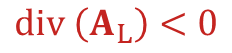 div (𝐀_L) < 0